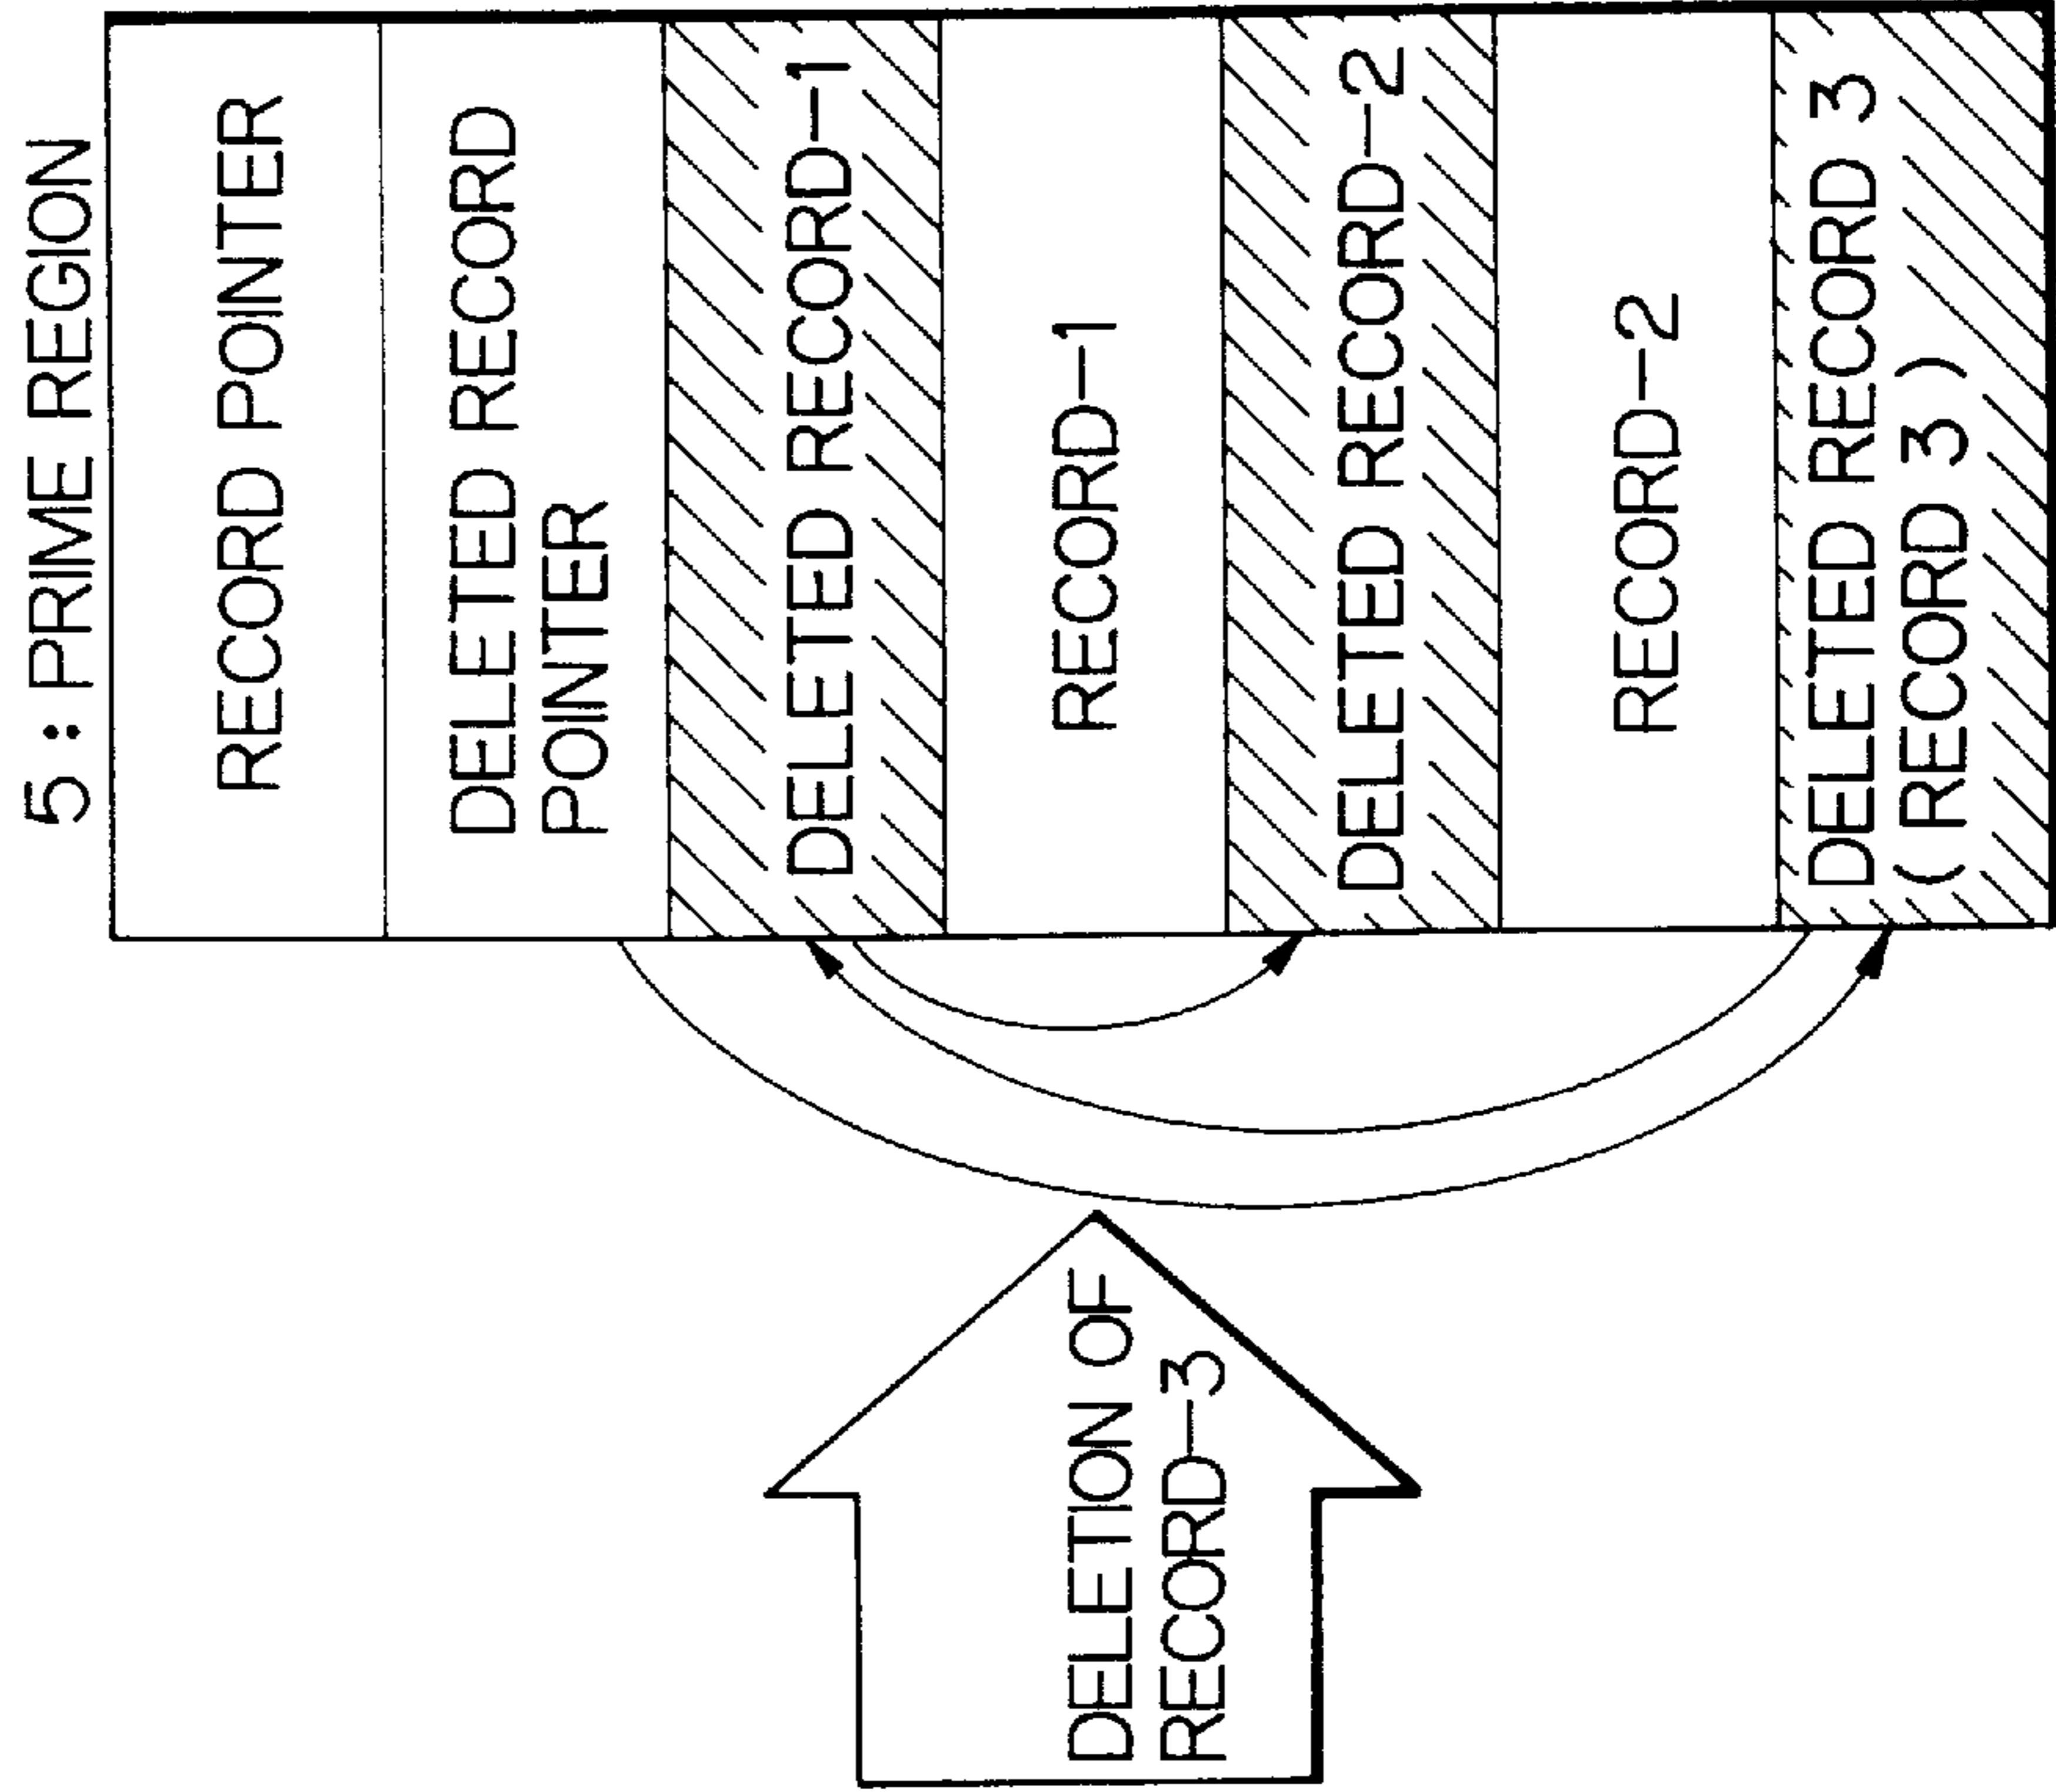 5: PRIME REGION
RECORD POINTER
DELETED RECORD
POINTER
DELETED RECORD-1
RECORD-1
DELETED RECORD-2
RECORD-2
DELETED RECORD 3
( RECORD 3 )
DELETION OF
RECORD-3